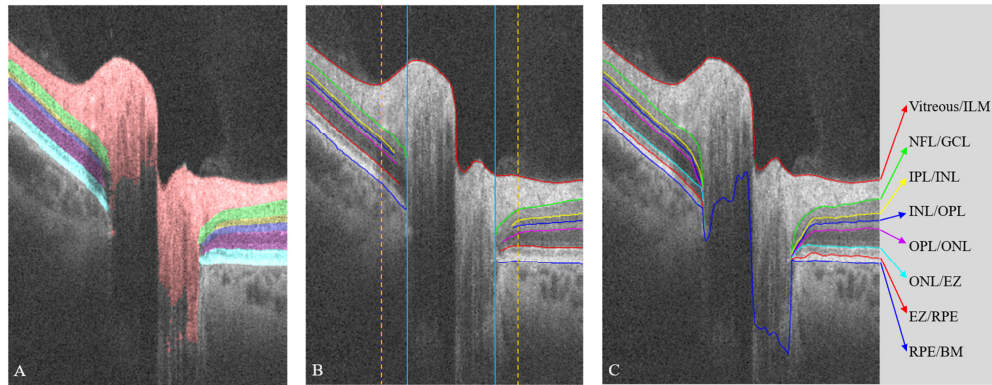 A
B
C
Vitreous/ILM
NFL/GCL
IPL/INL
INL/OPL
OPL/ONL
ONL/EZ
EZ/RPE
RPE/BM